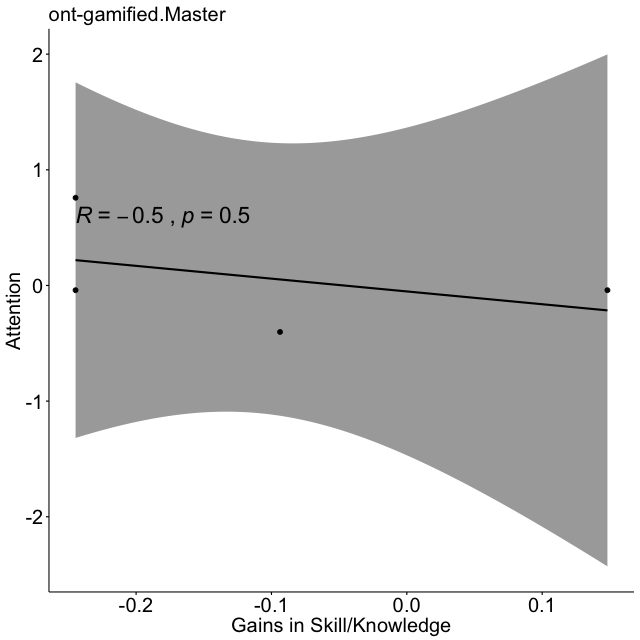 ont-gamified.Master
2
1
R = −0.5 , p = 0.5
0
-1
-2
Attention
-0.2 -0.1 0.0 0.1
Gains in Skill/Knowledge